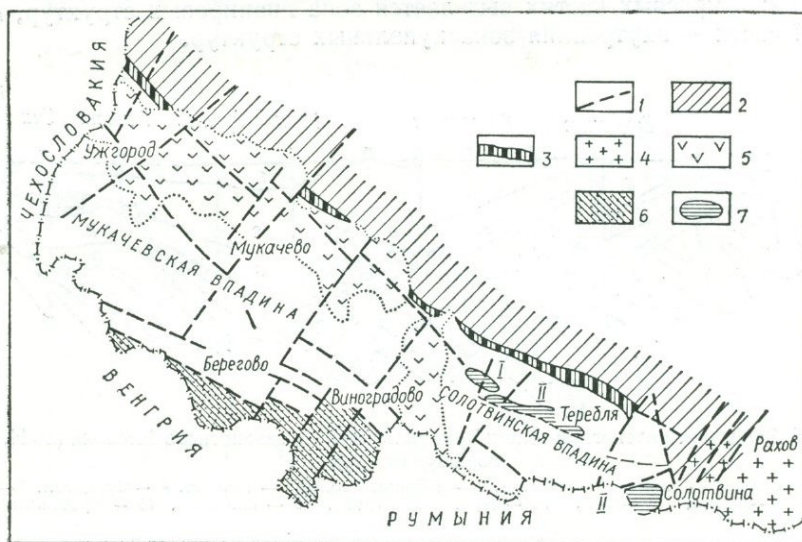 ЧЕХОСЛОВАКИЯ
Ужгород
МУКАЧЕВСКАЯ ВПАДИНА
Мукачево
Берегово
ВЕНГРИЯ
Виноградово
СОЛОТВИНСКАЯ ВПАДИНА
I
II
Теребля
II
Солотвина
Рахов
РУМЫНИЯ
1
2
3
4
5
6
7